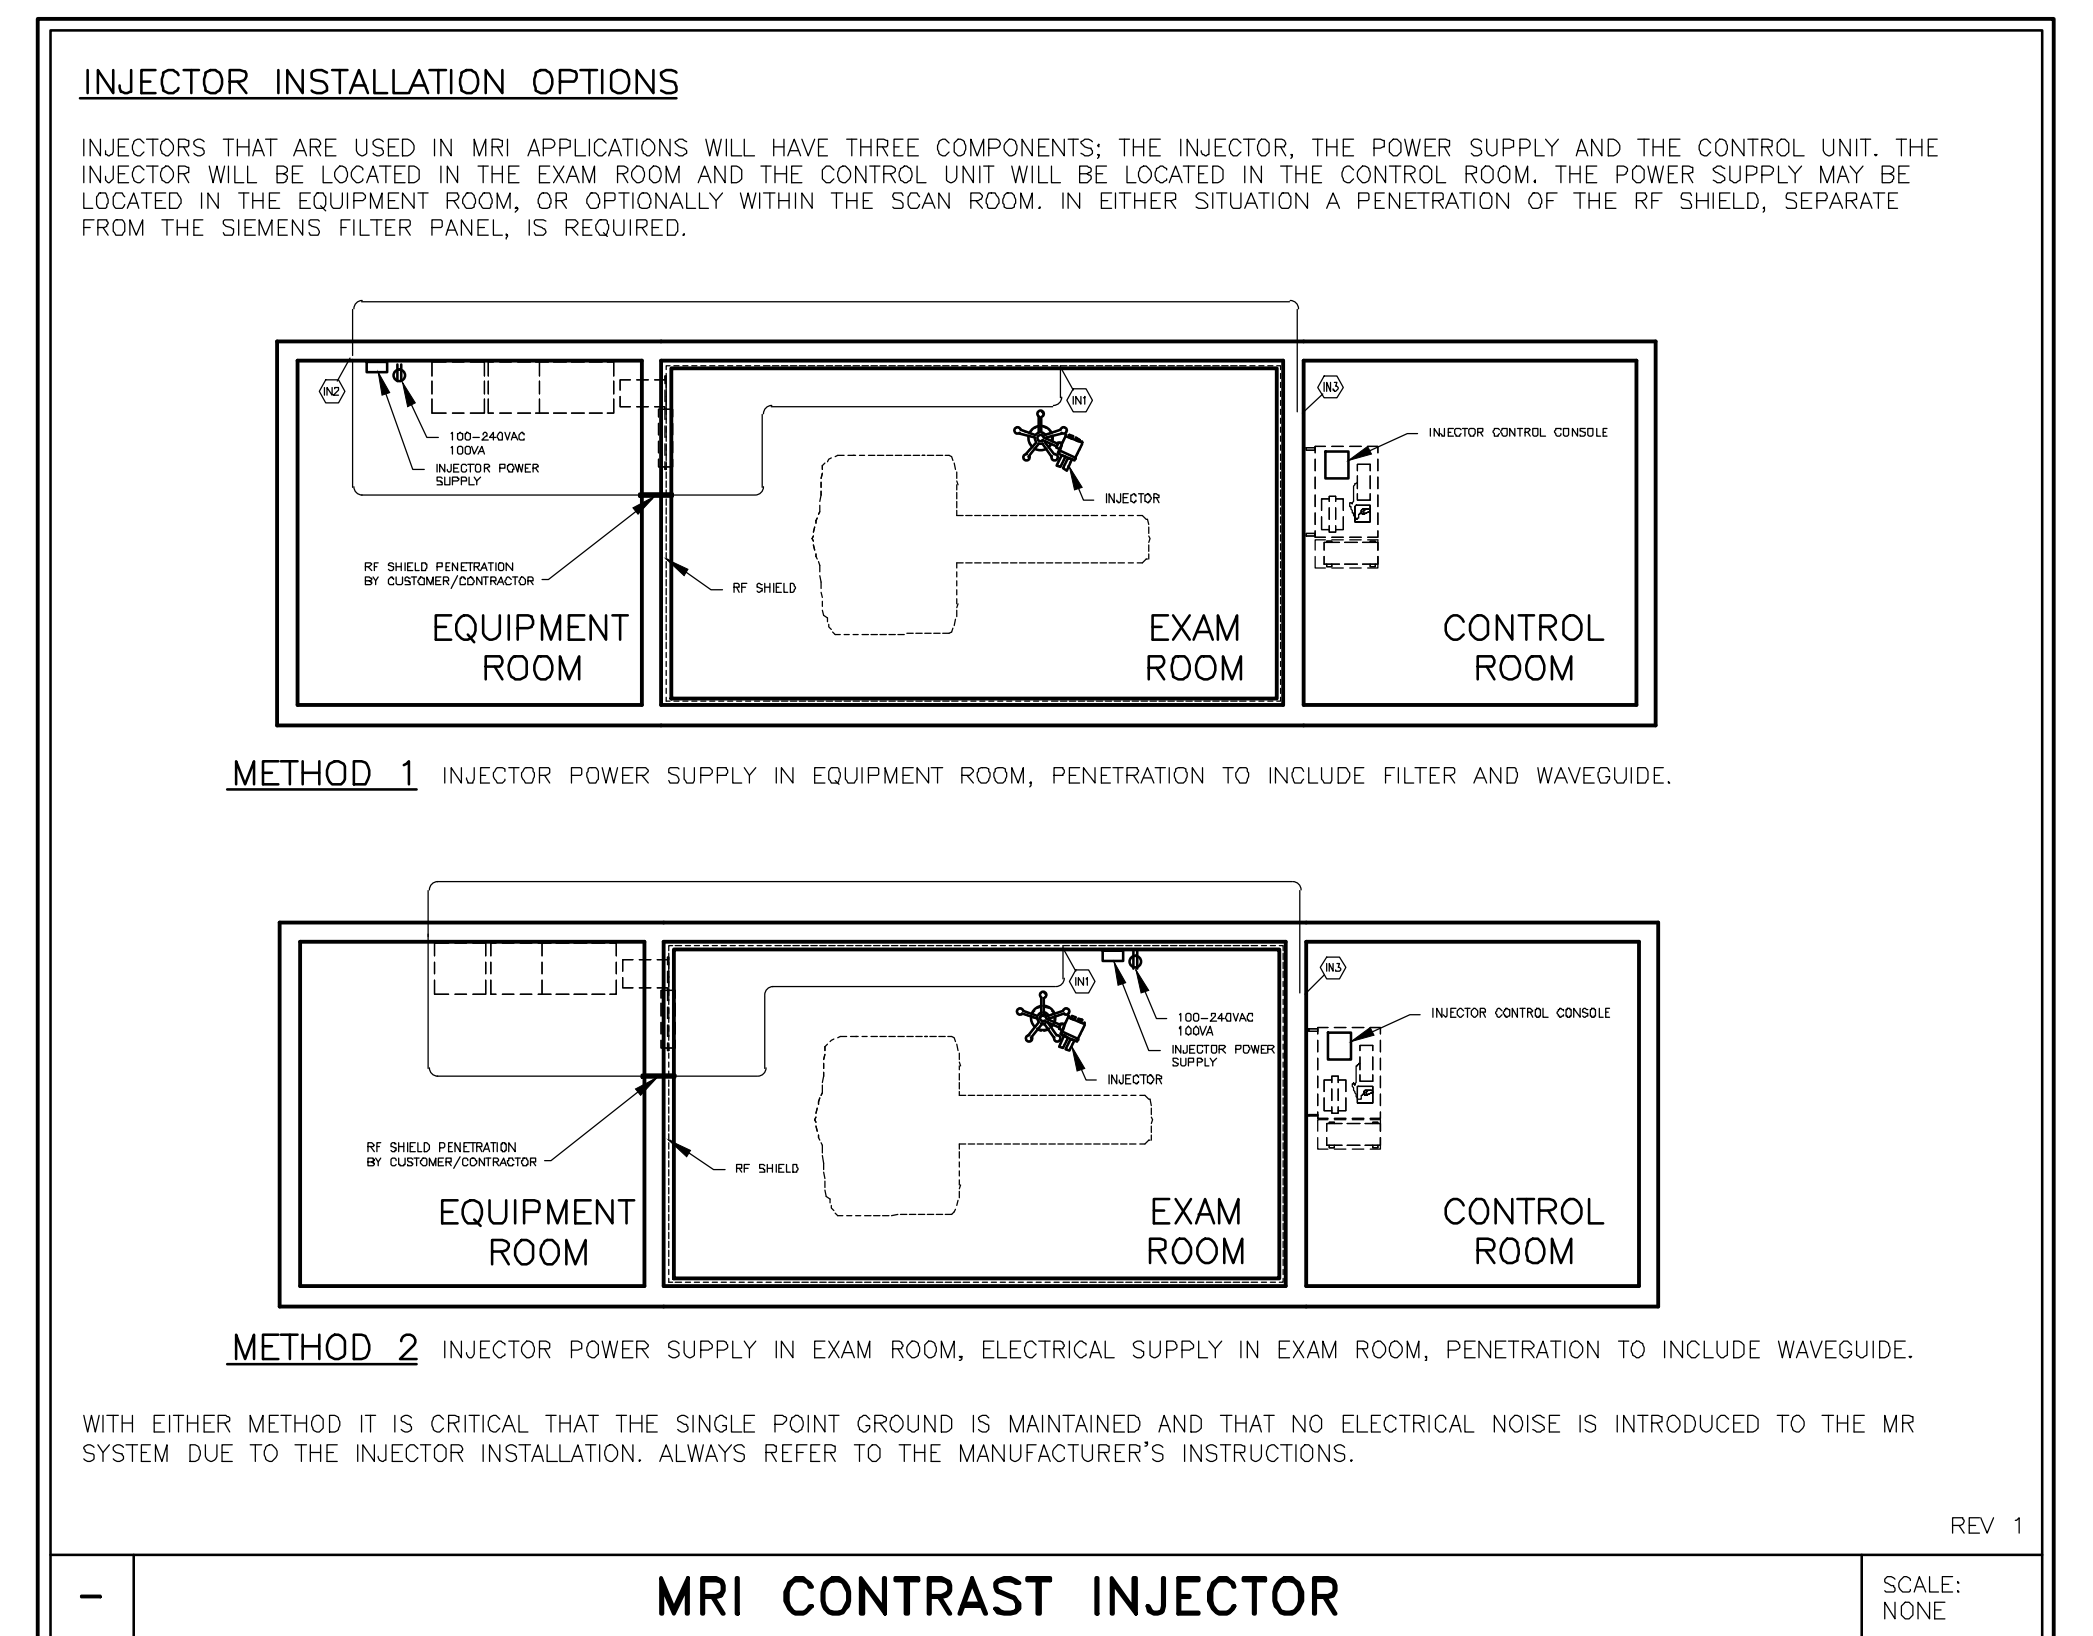 INJECTOR INSTALLATION OPTIONS
INJECTORS THAT ARE USED IN MRI APPLICATIONS WILL HAVE THREE COMPONENTS; THE INJECTOR, THE POWER SUPPLY AND THE CONTROL UNIT. THE
INJECTOR WILL BE LOCATED IN THE EXAM ROOM AND THE CONTROL UNIT WILL BE LOCATED IN THE CONTROL ROOM. THE POWER SUPPLY MAY BE
LOCATED IN THE EQUIPMENT ROOM, OR OPTIONALLY WITHIN THE SCAN ROOM. IN EITHER SITUATION A PENETRATION OF THE RF SHIELD, SEPARATE
FROM THE SIEMENS FILTER PANEL, IS REQUIRED.
IN2
100-240VAC
100VA
INJECTOR POWER
SUPPLY
RF SHIELD PENETRATION
BY CUSTOMER/CONTRACTOR
EQUIPMENT
ROOM
IN1
INJECTOR
RF SHIELD
EXAM
ROOM
IN3
INJECTOR CONTROL CONSOLE
CONTROL
ROOM
METHOD 1 INJECTOR POWER SUPPLY IN EQUIPMENT ROOM, PENETRATION TO INCLUDE FILTER AND WAVEGUIDE.
RF SHIELD PENETRATION
BY CUSTOMER/CONTRACTOR
EQUIPMENT
ROOM
IN1
100-240VAC
100VA
INJECTOR POWER
SUPPLY
INJECTOR
RF SHIELD
EXAM
ROOM
IN3
INJECTOR CONTROL CONSOLE
CONTROL
ROOM
METHOD 2 INJECTOR POWER SUPPLY IN EXAM ROOM, ELECTRICAL SUPPLY IN EXAM ROOM, PENETRATION TO INCLUDE WAVEGUIDE.
WITH EITHER METHOD IT IS CRITICAL THAT THE SINGLE POINT GROUND IS MAINTAINED AND THAT NO ELECTRICAL NOISE IS INTRODUCED TO THE MR
SYSTEM DUE TO THE INJECTOR INSTALLATION. ALWAYS REFER TO THE MANUFACTURER'S INSTRUCTIONS.
REV 1
-
MRI CONTRAST INJECTOR
SCALE:
NONE